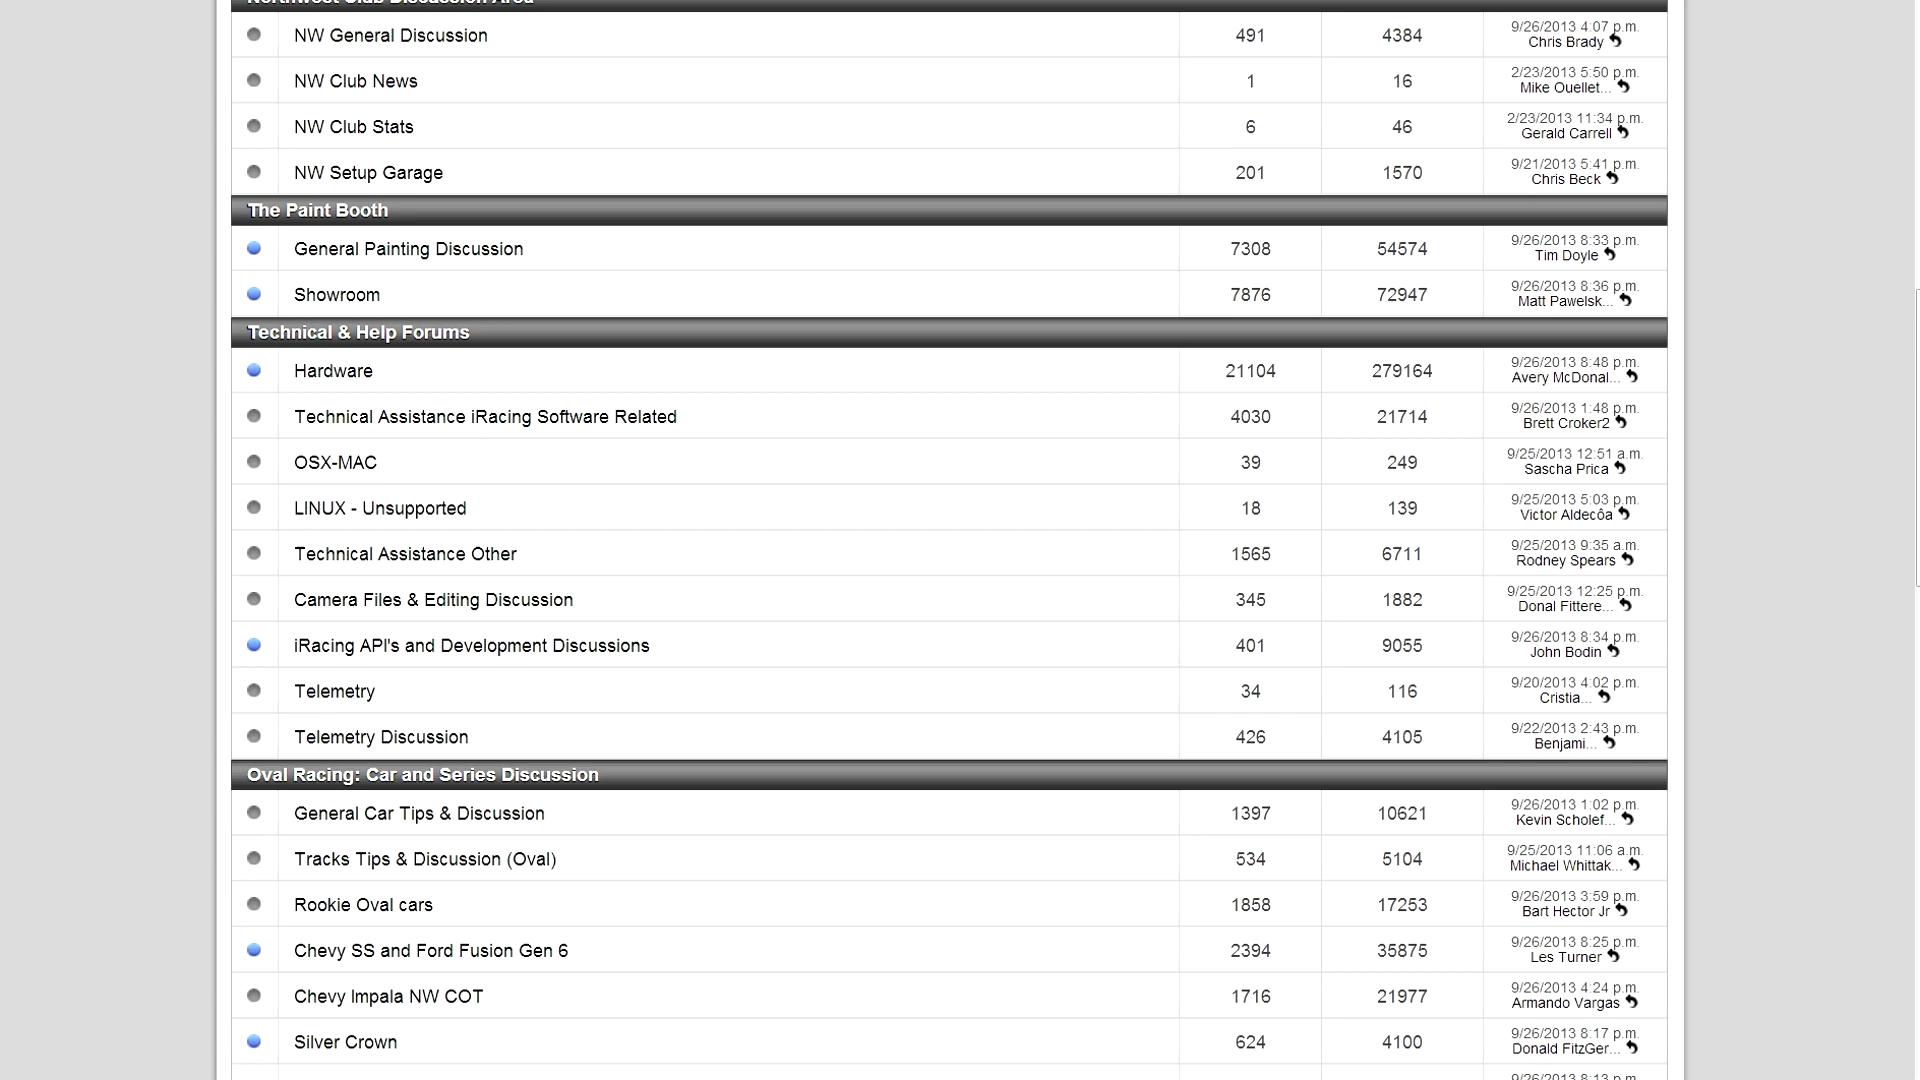 Northwest Club Discussion Area
NW General Discussion 491 4384 9/26/2013 4:07 p.m.
Chris Brady
NW Club News 1 16 2/23/2013 5:50 p.m.
Mike Ouellet...
NW Club Stats 6 46 2/23/2013 11:34 p.m.
Gerald Carrell
NW Setup Garage 201 1570 9/21/2013 5:41 p.m.
Chris Beck
The Paint Booth
General Painting Discussion 7308 54574 9/26/2013 8:33 p.m.
Tim Doyle
Showroom 7876 72947 9/26/2013 8:36 p.m.
Matt Pawelsk...
Technical & Help Forums
Hardware 21104 279164 9/26/2013 8:48 p.m.
Avery McDonal...
Technical Assistance iRacing Software Related 4030 21714 9/26/2013 1:48 p.m.
Brett Croker2
OSX-MAC 39 249 9/25/2013 12:51 a.m.
Sascha Prica
LINUX - Unsupported 18 139 9/25/2013 5:03 p.m.
Victor Aldecôa
Technical Assistance Other 1565 6711 9/25/2013 9:35 a.m.
Rodney Spears
Camera Files & Editing Discussion 345 1882 9/25/2013 12:25 p.m.
Donal Fittere...
iRacing API's and Development Discussions 401 9055 9/26/2013 8:34 p.m.
John Bodin
Telemetry 34 116 9/20/2013 4:02 p.m.
Cristia...
Telemetry Discussion 426 4105 9/22/2013 2:43 p.m.
Benjami...
Oval Racing: Car and Series Discussion
General Car Tips & Discussion 1397 10621 9/26/2013 1:02 p.m.
Kevin Scholef...
Tracks Tips & Discussion (Oval) 534 5104 9/25/2013 11:06 a.m.
Michael Whittak...
Rookie Oval cars 1858 17253 9/26/2013 3:59 p.m.
Bart Hector Jr
Chevy SS and Ford Fusion Gen 6 2394 35875 9/26/2013 8:25 p.m.
Les Turner
Chevy Impala NW COT 1716 21977 9/26/2013 4:24 p.m.
Armando Vargas
Silver Crown 624 4100 9/26/2013 8:17 p.m.
Donald FitzGer...
9/26/2013 8:13 p.m.